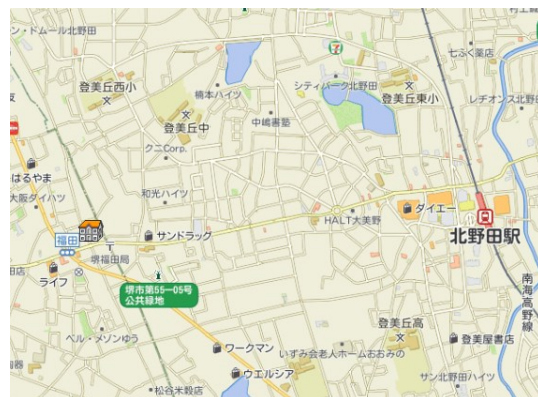 ン・ドムール北野田
登美丘西小
楠本ハイツ
登美丘中
中嶋書塾
シティパーク北野田
七ふく薬店
登美丘東小
レヂオンス北野田
クニCorp.
はるやま
大阪ダイハツ
和光ハイツ
HALT大美野
ダイエー
北野田駅
福田
サンドラッグ
堺福田局
ライフ
堺市第55ー05号
公共緑地
南海高野線
ベル・メゾンゆう
ワークマン
登美丘高
登美屋書店
いずみ会老人ホームおおみの
ウエルシア
サン北野田ハイツ
松谷米穀店